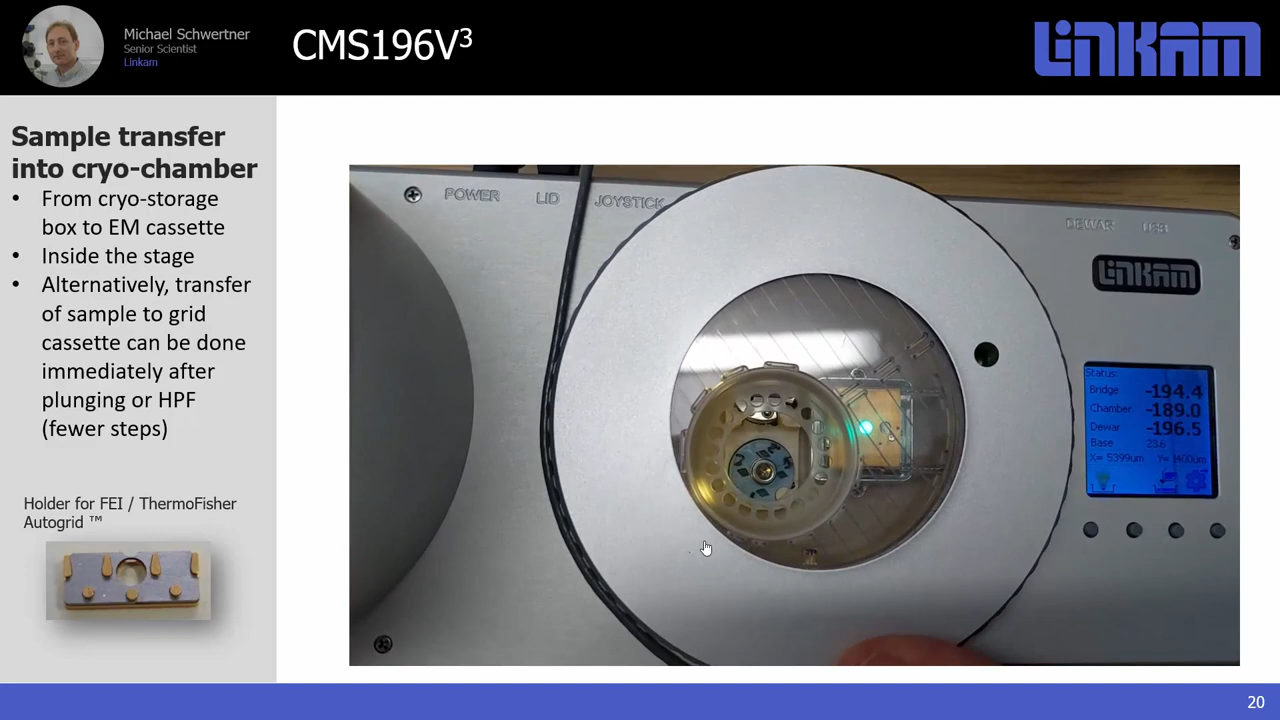 Michael Schwertner
Senior Scientist
Linkam
CMS196V³
LINKAM
Sample transfer
into cryo-chamber
• From cryo-storage
box to EM cassette
• Inside the stage
• Alternatively, transfer
of sample to grid
cassette can be done
immediately after
plunging or HPF
(fewer steps)
Holder for FEI / ThermoFisher
Autogrid ™
POWER
LID
JOYSTICK
DEWAR
USB
LINKAM
Status:
Bridge -194.4
Chamber -189.0
Dewar -196.5
Base 23.6
X= 5399um Y= 1400um
20